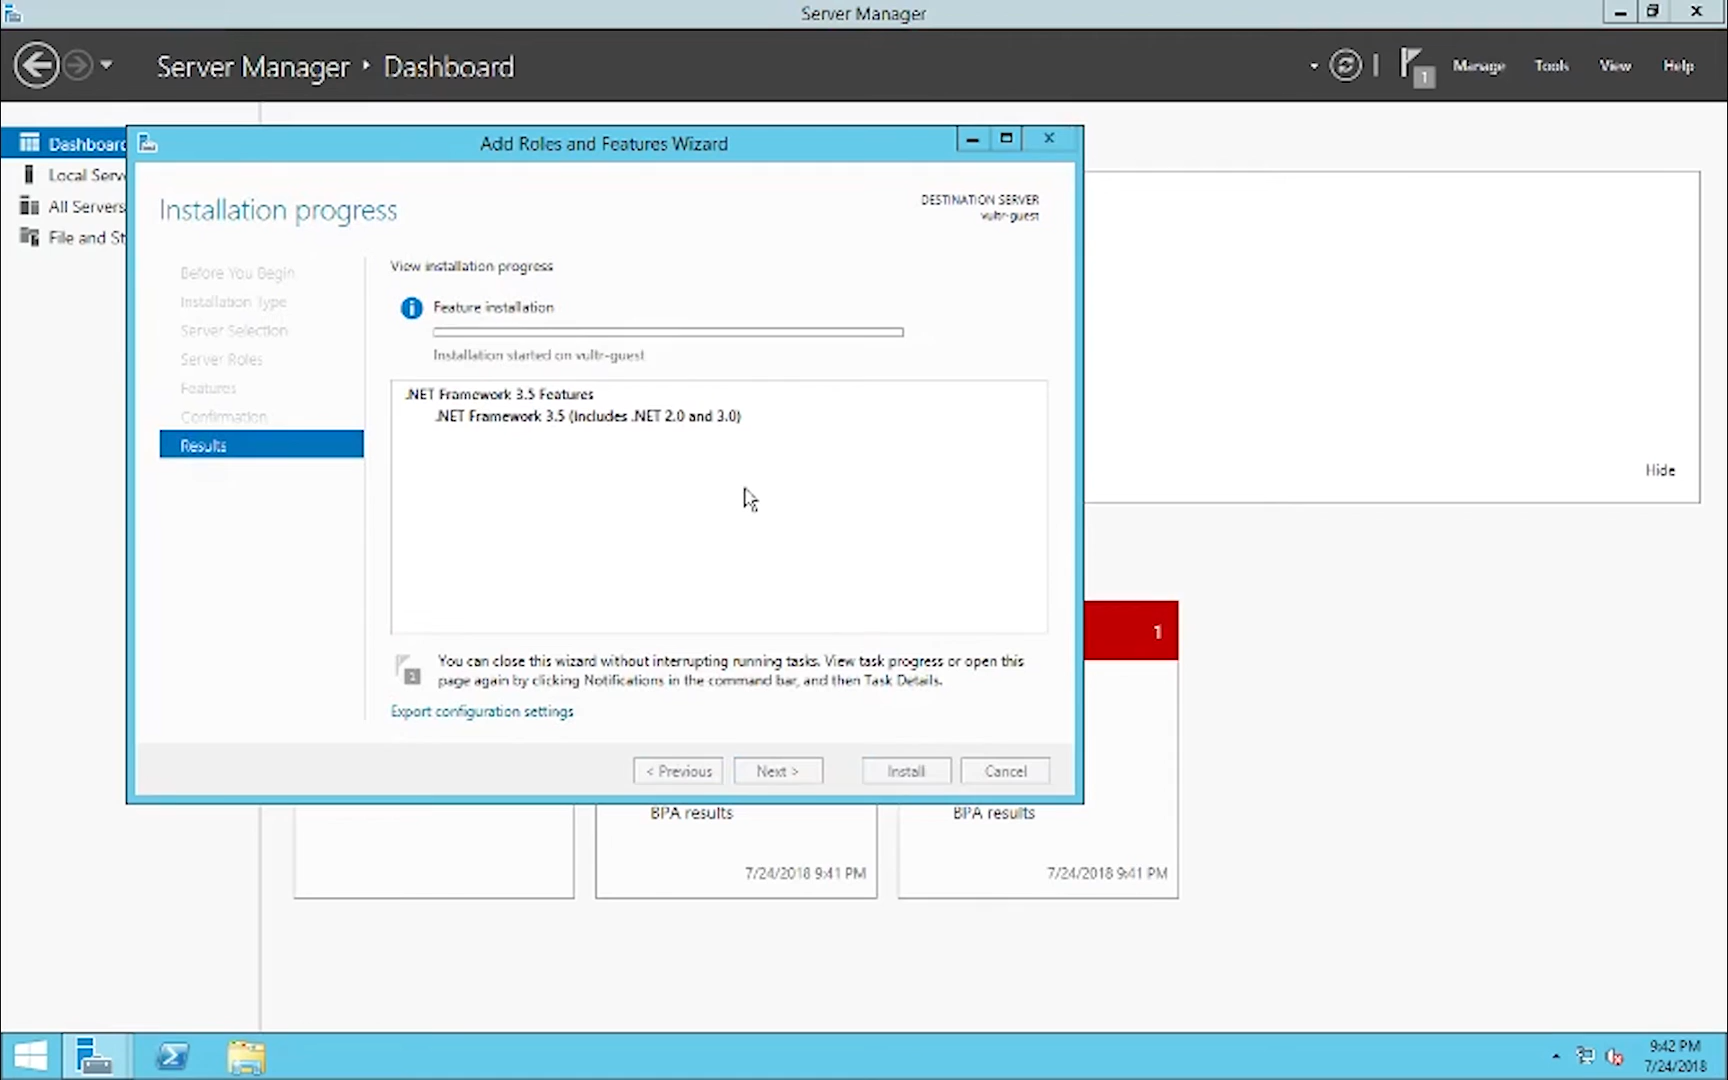 Server Manager
Server Manager
Dashboard
1
Manage
Tools
View
Help
Dashboard
Local Serv
All Servers
File and St
Add Roles and Features Wizard
Installation progress
DESTINATION SERVER
vultr-guest
Before You Begin
Installation Type
Server Selection
Server Roles
Features
Confirmation
Results
View installation progress
Feature installation
Installation started on vultr-guest
.NET Framework 3.5 Features
.NET Framework 3.5 (includes .NET 2.0 and 3.0)
You can close this wizard without interrupting running tasks. View task progress or open this
page again by clicking Notifications in the command bar, and then Task Details.
Export configuration settings
< Previous
Next >
Install
Cancel
Hide
1
BPA results
7/24/2018 9:41 PM
BPA results
7/24/2018 9:41 PM
9:42 PM
7/24/2018